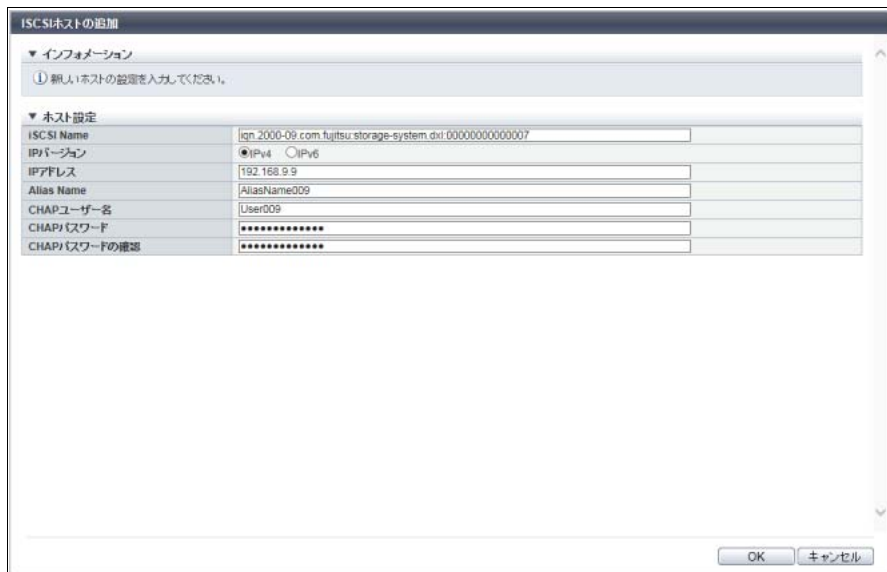 iSCSIホストの追加
▼ インフォメーション
新しいホストの設定を入力してください。
▼ ホスト設定
iSCSI Name iqn.2000-09.com.fujitsu:storage-system.dxl:00000000000007
IPバージョン IPv4 IPv6
IPアドレス 192.168.9.9
Alias Name AliasName009
CHAPユーザー名 User009
CHAPパスワード •••••••••••••
CHAPパスワードの確認 •••••••••••••
OK キャンセル